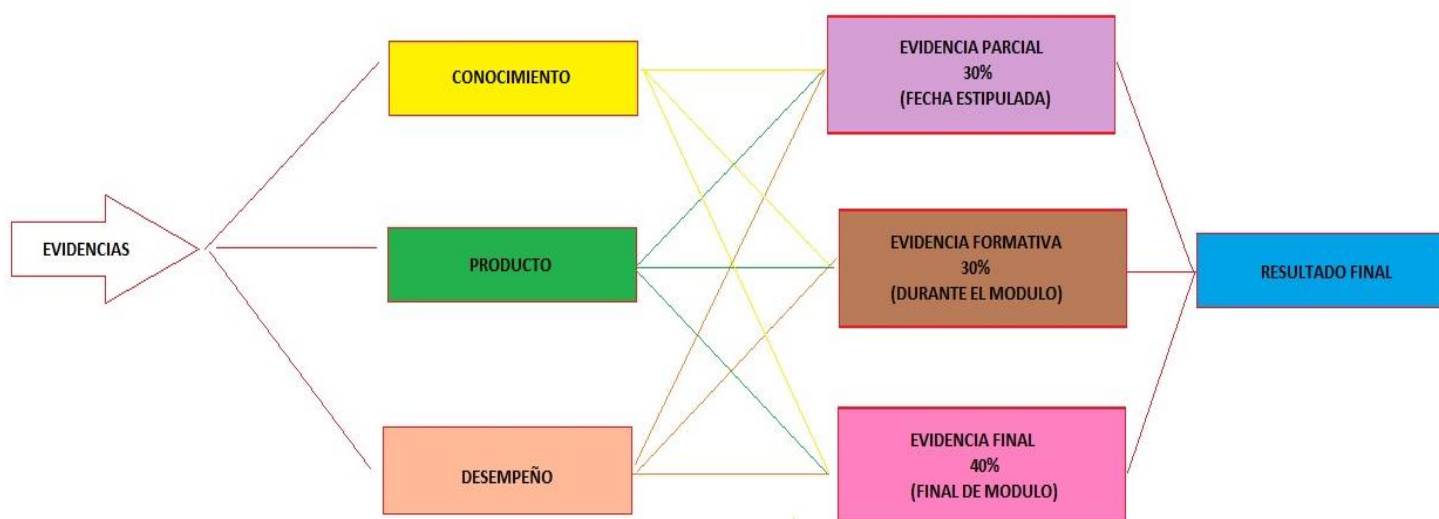 EVIDENCIAS
CONOCIMIENTO
PRODUCTO
DESEMPEÑO
EVIDENCIA PARCIAL
30%
(FECHA ESTIPULADA)
EVIDENCIA FORMATIVA
30%
(DURANTE EL MODULO)
EVIDENCIA FINAL
40%
(FINAL DE MODULO)
RESULTADO FINAL